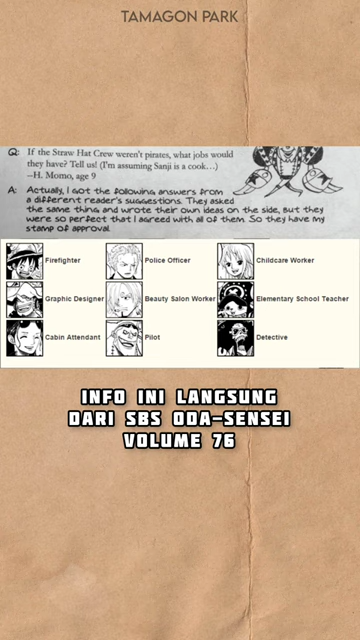 TAMAGON PARK
Q: If the Straw Hat Crew weren't pirates, what jobs would
they have? Tell us! (I'm assuming Sanji is a cook...)
—H. Momo, age 9
A: Actually, I got the following answers from
a different reader's suggestions. They asked
the same thing and wrote their own ideas on the side, but they
were so perfect that I agreed with all of them. So they have my
stamp of approval.
Firefighter
Police Officer
Childcare Worker
Graphic Designer
Beauty Salon Worker
Elementary School Teacher
Cabin Attendant
Pilot
Detective
INFO INI LANGSUNG
DARI SBS ODA-SENSEI
VOLUME 76